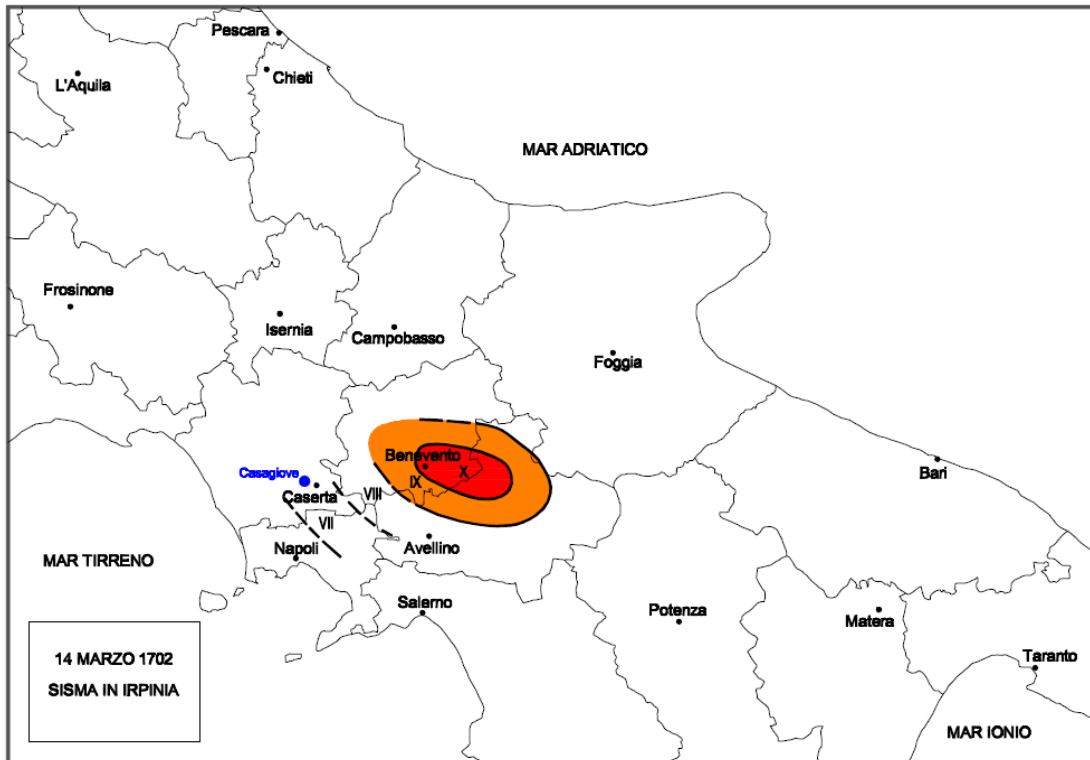 Pescara
L'Aquila
Chieti
MAR ADRIATICO
Frosinone
Isernia
Campobasso
Foggia
Benevento
X
IX
Bari
Casagiove
Caserta
VIII
VII
Napoli
Avellino
MAR TIRRENO
Salerno
Potenza
Matera
Taranto
14 MARZO 1702
SISMA IN IRPINIA
MAR IONIO